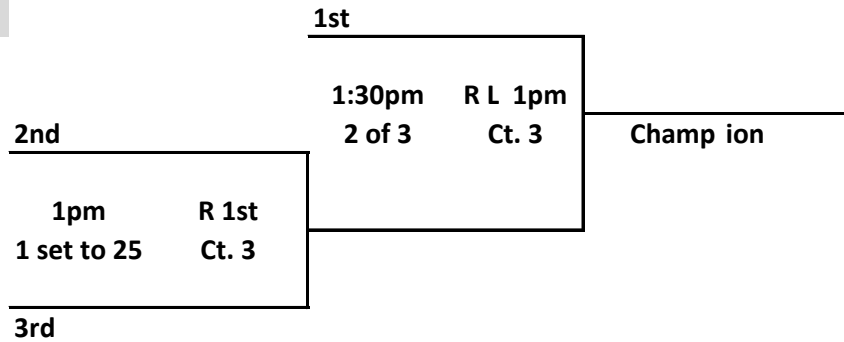 1st
1:30pm R L 1pm
2nd 2 of 3 Ct. 3 Champ ion
1pm R 1st
1 set to 25 Ct. 3
3rd